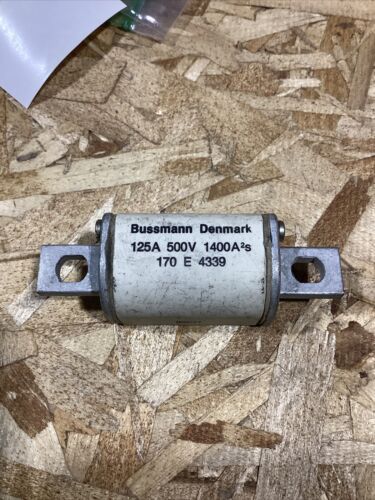 Bussmann Denmark
125A 500V 1400A²s
170 E 4339